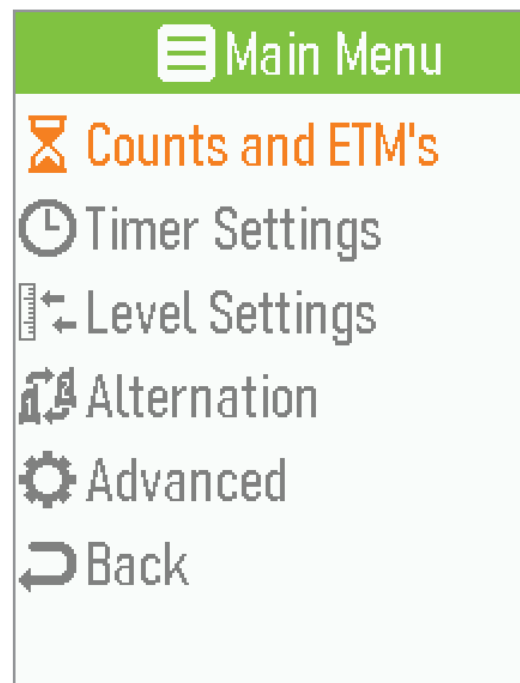 Main Menu
Counts and ETM's
Timer Settings
Level Settings
Alternation
Advanced
Back